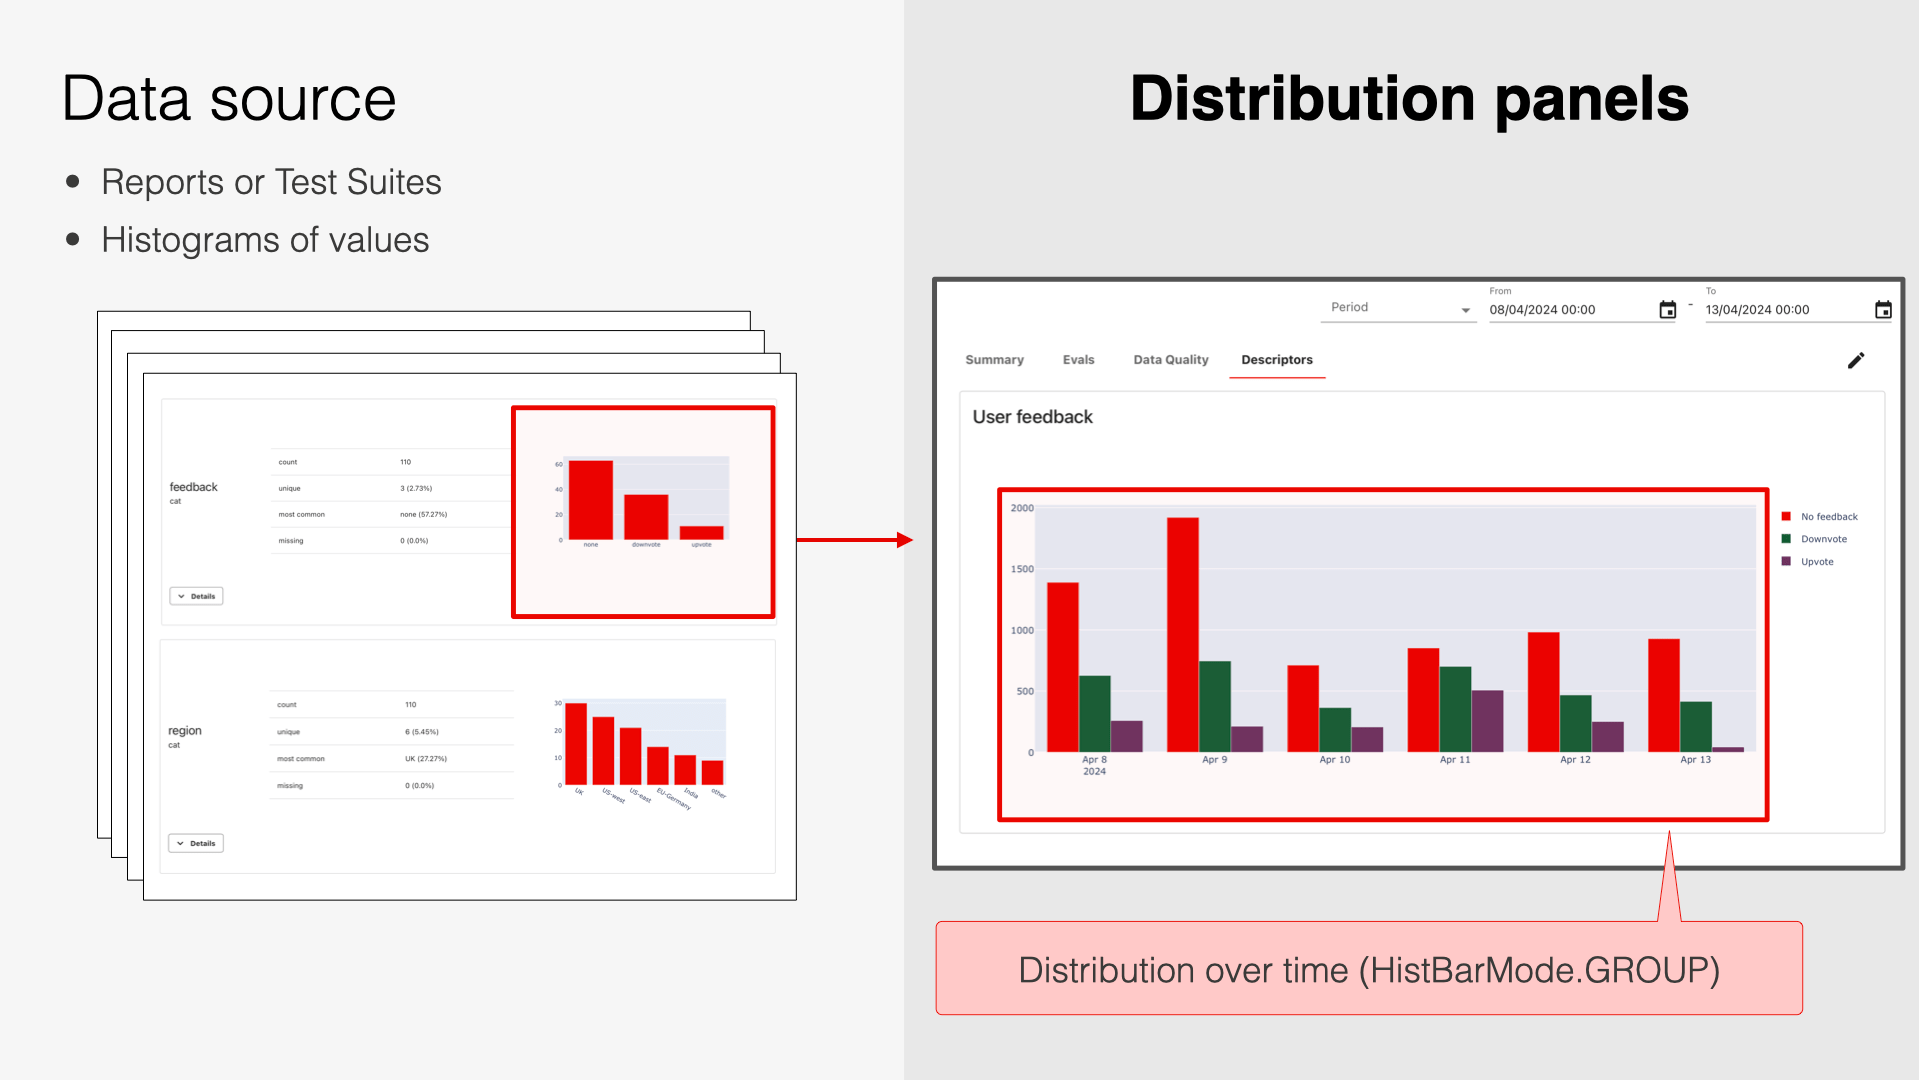 Data source
Reports or Test Suites
Histograms of values
feedback
cat
count 110
unique 3 (2.73%)
most common none (57.27%)
missing 0 (0.0%)
Details
60
40
20
0
none downvote upvote
region
cat
count 110
unique 6 (5.45%)
most common UK (27.27%)
missing 0 (0.0%)
Details
30
20
10
0
UK US-west US-east EU-Germany India other
Distribution panels
Period
From
08/04/2024 00:00
-
To
13/04/2024 00:00
Summary Evals Data Quality Descriptors
User feedback
2000
1500
1000
500
0
Apr 8 Apr 9 Apr 10 Apr 11 Apr 12 Apr 13
2024
No feedback
Downvote
Upvote
Distribution over time (HistBarMode.GROUP)